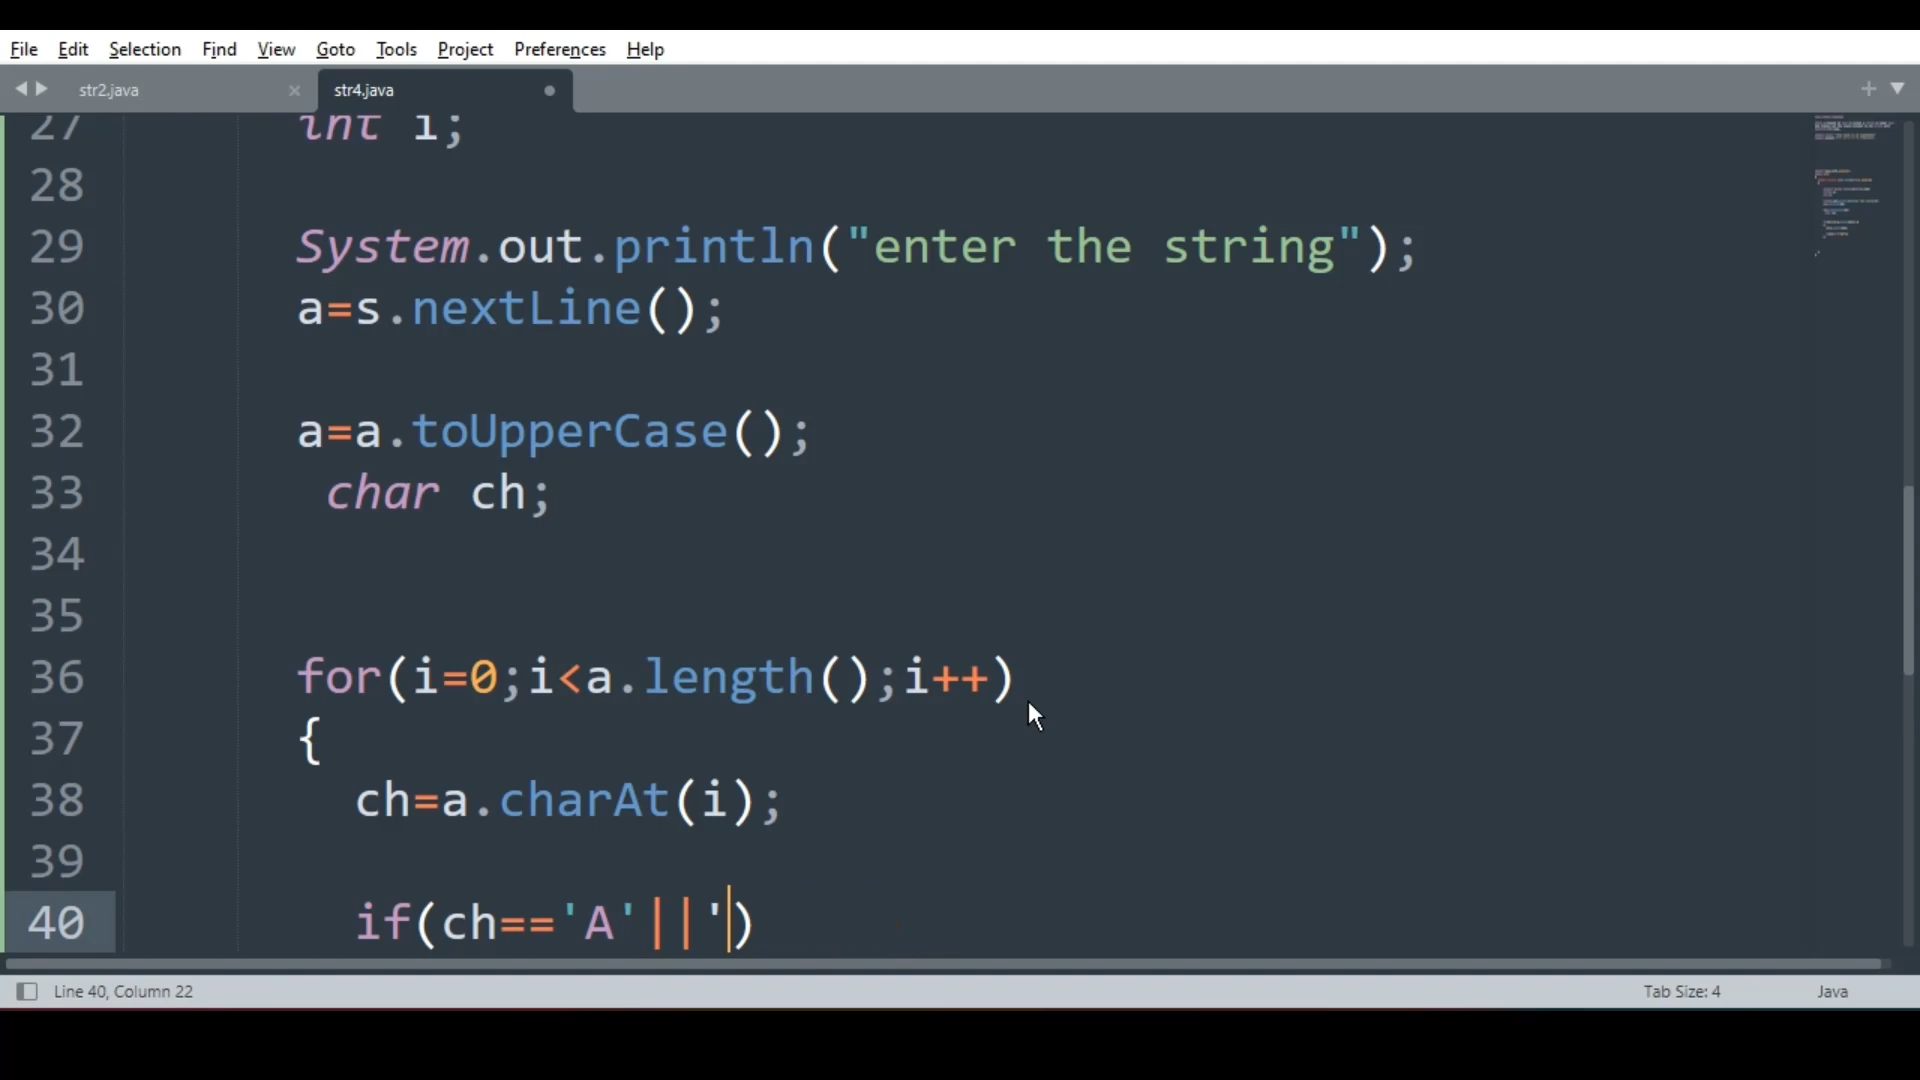 File Edit Selection Find View Goto Tools Project Preferences Help
str2.java × str4.java
27 int i;
28
29 System.out.println("enter the string");
30 a=s.nextLine();
31
32 a=a.toUpperCase();
33 char ch;
34
35
36 for(i=0;i<a.length();i++)
37 {
38 ch=a.charAt(i);
39
40 if(ch=='A'||')
Line 40, Column 22 Tab Size: 4 Java